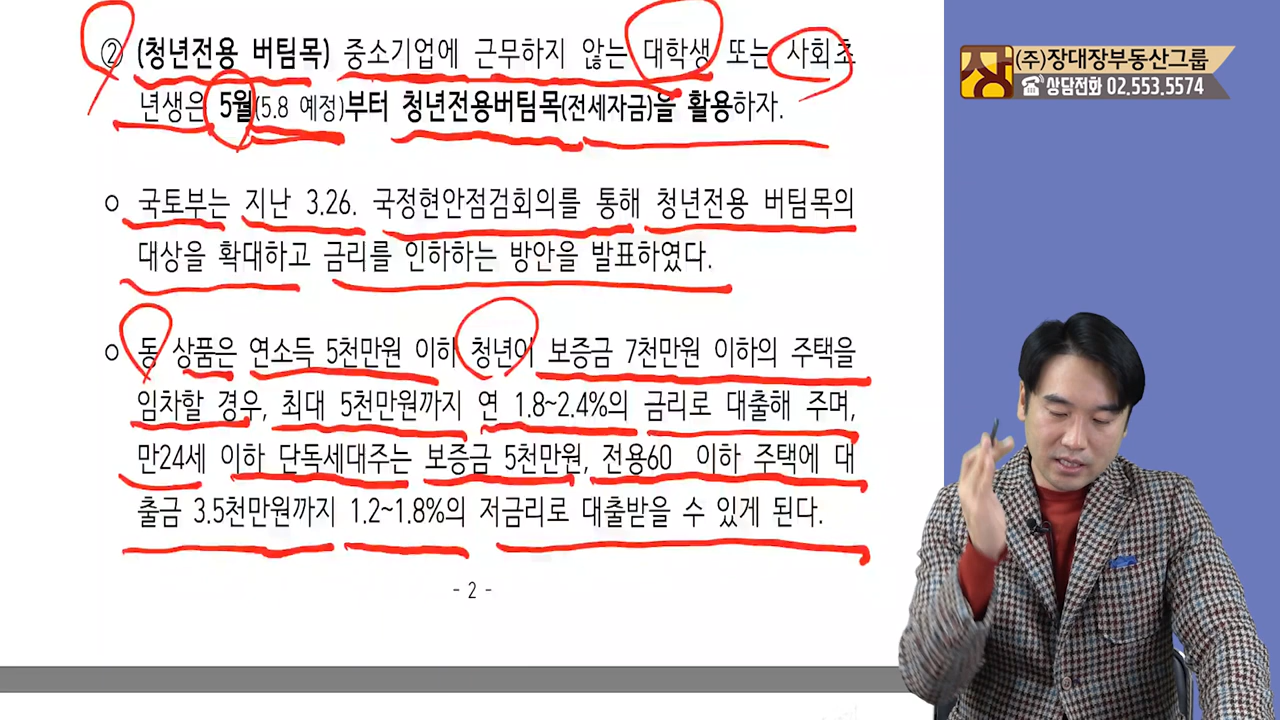 ② (청년전용 버팀목) 중소기업에 근무하지 않는 대학생 또는 사회초
년생은 5월(5.8 예정)부터 청년전용버팀목(전세자금)을 활용하자.
○ 국토부는 지난 3.26. 국정현안점검회의를 통해 청년전용 버팀목의
대상을 확대하고 금리를 인하하는 방안을 발표하였다.
○ 동 상품은 연소득 5천만원 이하 청년이 보증금 7천만원 이하의 주택을
임차할 경우, 최대 5천만원까지 연 1.8~2.4%의 금리로 대출해 주며,
만24세 이하 단독세대주는 보증금 5천만원, 전용60 이하 주택에 대
출금 3.5천만원까지 1.2~1.8%의 저금리로 대출받을 수 있게 된다.
- 2 -
장 (주)장대장부동산그룹
상담전화 02.553.5574